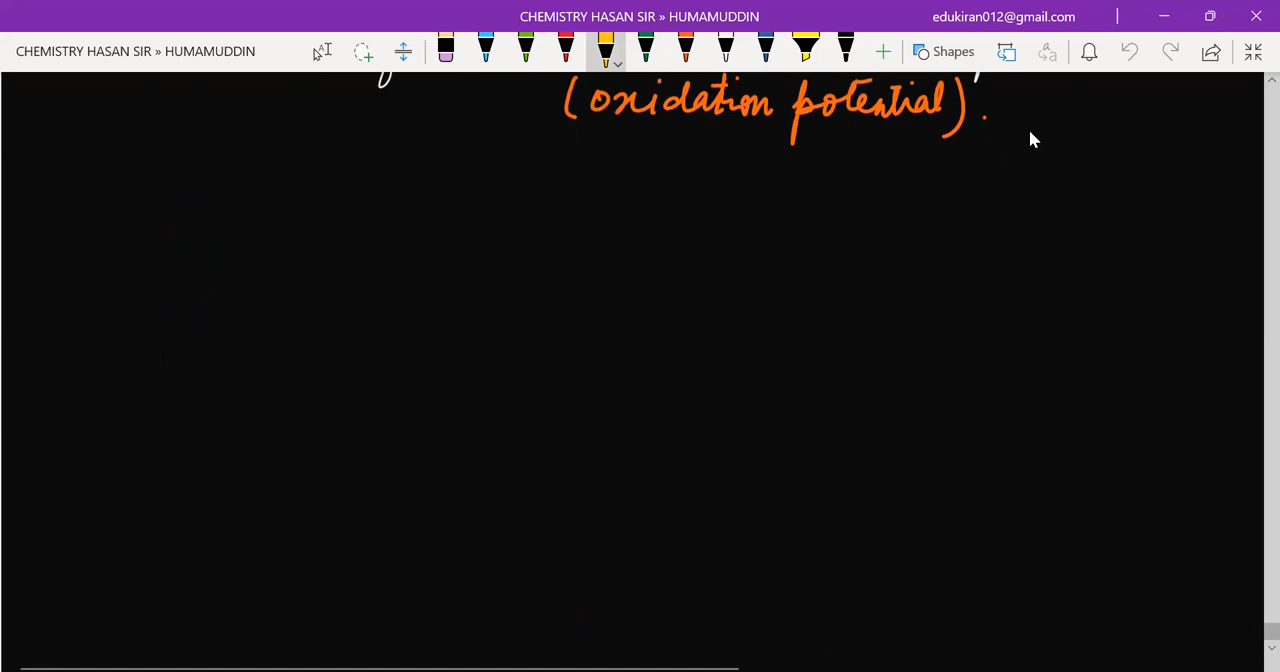 CHEMISTRY HASAN SIR » HUMAMUDDIN
edukiran012@gmail.com
CHEMISTRY HASAN SIR » HUMAMUDDIN
Shapes
(oxidation potential).